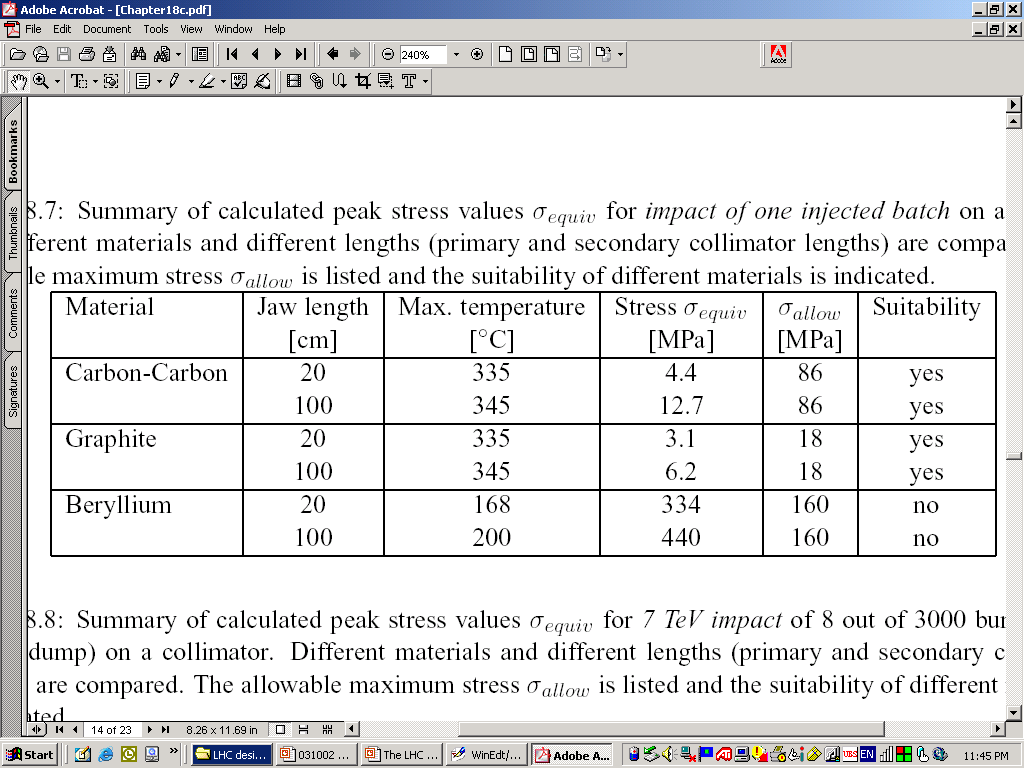 Adobe Acrobat - [Chapter18c.pdf]
File Edit Document Tools View Window Help
240%
Adobe
Bookmarks
Thumbnails
Comments
Signatures
8.7: Summary of calculated peak stress values σequiv for impact of one injected batch on a
fferent materials and different lengths (primary and secondary collimator lengths) are compa
le maximum stress σallow is listed and the suitability of different materials is indicated.
Material Jaw length Max. temperature Stress σequiv σallow Suitability
[cm] [°C] [MPa] [MPa]
Carbon-Carbon 20 335 4.4 86 yes
100 345 12.7 86 yes
Graphite 20 335 3.1 18 yes
100 345 6.2 18 yes
Beryllium 20 168 334 160 no
100 200 440 160 no
8.8: Summary of calculated peak stress values σequiv for 7 TeV impact of 8 out of 3000 bun
dump) on a collimator. Different materials and different lengths (primary and secondary c
are compared. The allowable maximum stress σallow is listed and the suitability of different
ated
14 of 23 8.26 x 11.69 in
Start LHC desi... 031002 ... The LHC ... WinEdt/... Adobe A... EN 11:45 PM